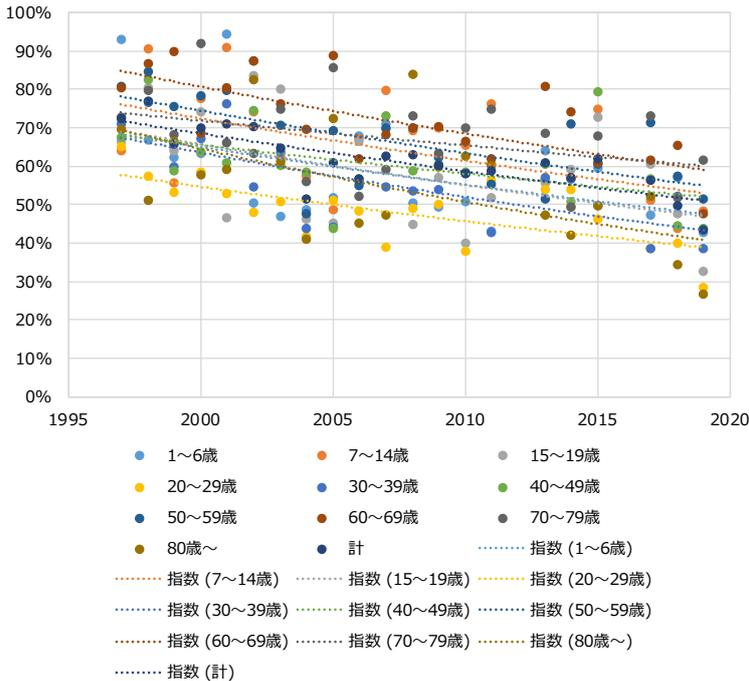 100%
90%
80%
70%
60%
50%
40%
30%
20%
10%
0%
1995 2000 2005 2010 2015 2020
1～6歳 7～14歳 15～19歳
20～29歳 30～39歳 40～49歳
50～59歳 60～69歳 70～79歳
80歳～ 計 指数 (1～6歳)
指数 (7～14歳) 指数 (15～19歳) 指数 (20～29歳)
指数 (30～39歳) 指数 (40～49歳) 指数 (50～59歳)
指数 (60～69歳) 指数 (70～79歳) 指数 (80歳～)
指数 (計)